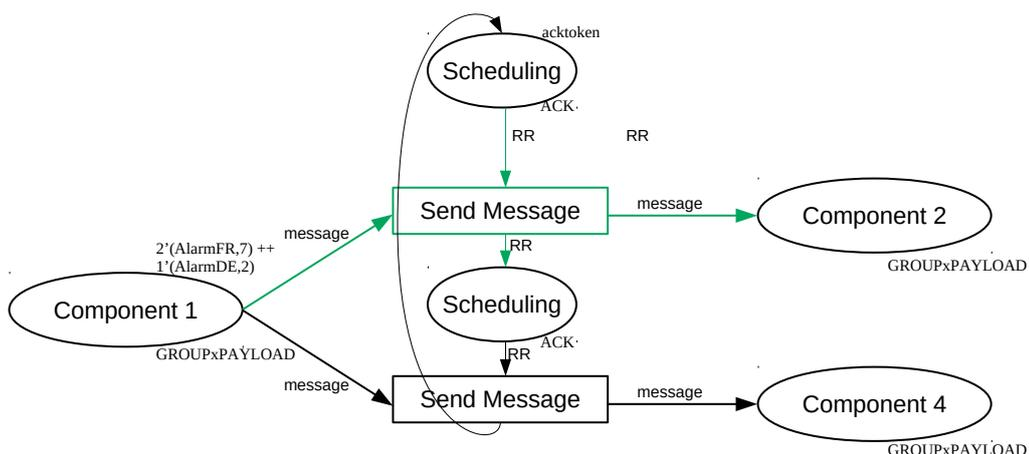 acktoken
Scheduling
ACK
RR
RR
Send Message
message
Component 2
GROUPxPAYLOAD
message
2’(AlarmFR,7) ++
1’(AlarmDE,2)
RR
Component 1
Scheduling
GROUPxPAYLOAD
ACK
RR
message
Send Message
message
Component 4
GROUPxPAYLOAD